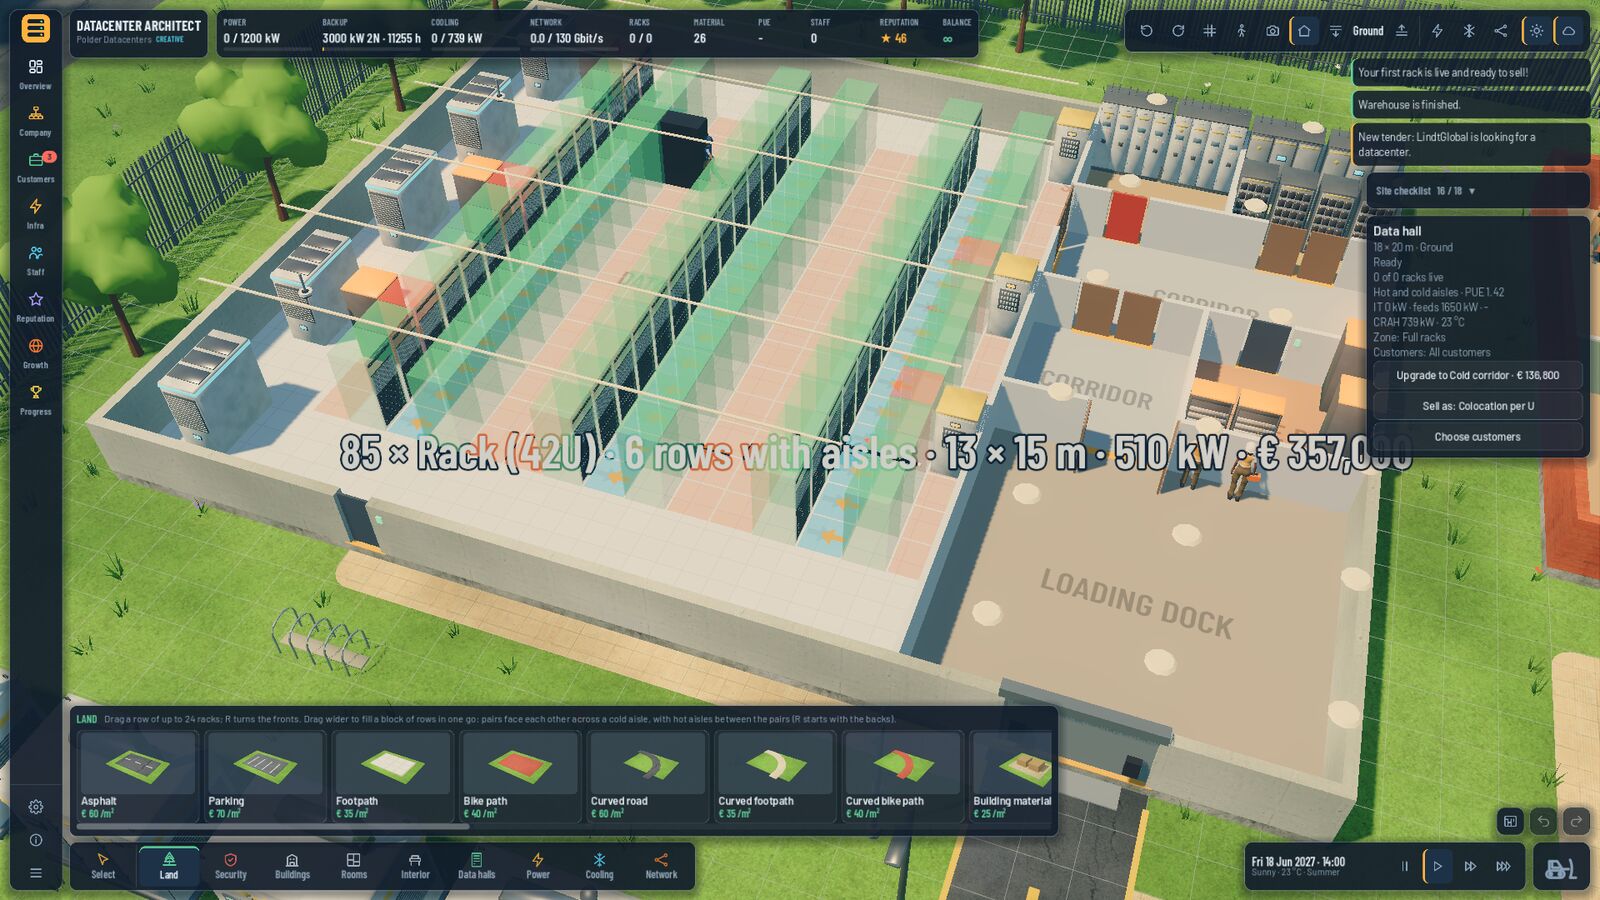 DATACENTER ARCHITECT
Polder Datacenters CREATIVE
POWER
0 / 1200 kW
BACKUP
3000 kW 2N · 11255 h
COOLING
0 / 739 kW
NETWORK
0.0 / 130 Gbit/s
RACKS
0 / 0
MATERIAL
26
PUE
-
STAFF
0
REPUTATION
★ 46
BALANCE
∞
Ground
Overview
Company
3
Customers
Infra
Staff
Reputation
Growth
Progress
Your first rack is live and ready to sell!
Warehouse is finished.
New tender: LindtGlobal is looking for a
datacenter.
Site checklist 16 / 18 ▼
Data hall
18 × 20 m · Ground
Ready
0 of 0 racks live
Hot and cold aisles · PUE 1.42
IT 0 kW · feeds 1650 kW · -
CRAH 739 kW · 23 °C
Zone: Full racks
Customers: All customers
Upgrade to Cold corridor · € 136,800
Sell as: Colocation per U
Choose customers
CORRIDOR
CORRIDOR
85 × Rack (42U) · 6 rows with aisles · 13 × 15 m · 510 kW · € 357,000
LOADING DOCK
LAND Drag a row of up to 24 racks; R turns the fronts. Drag wider to fill a block of rows in one go: pairs face each other across a cold aisle, with hot aisles between the pairs (R starts with the backs).
Asphalt
€ 60 /m²
Parking
€ 70 /m²
Footpath
€ 35 /m²
Bike path
€ 40 /m²
Curved road
€ 60 /m²
Curved footpath
€ 35 /m²
Curved bike path
€ 40 /m²
Building material
€ 25 /m²
Select
Land
Security
Buildings
Rooms
Interior
Data halls
Power
Cooling
Network
Fri 18 Jun 2027 · 14:00
Sunny · 23 °C · Summer